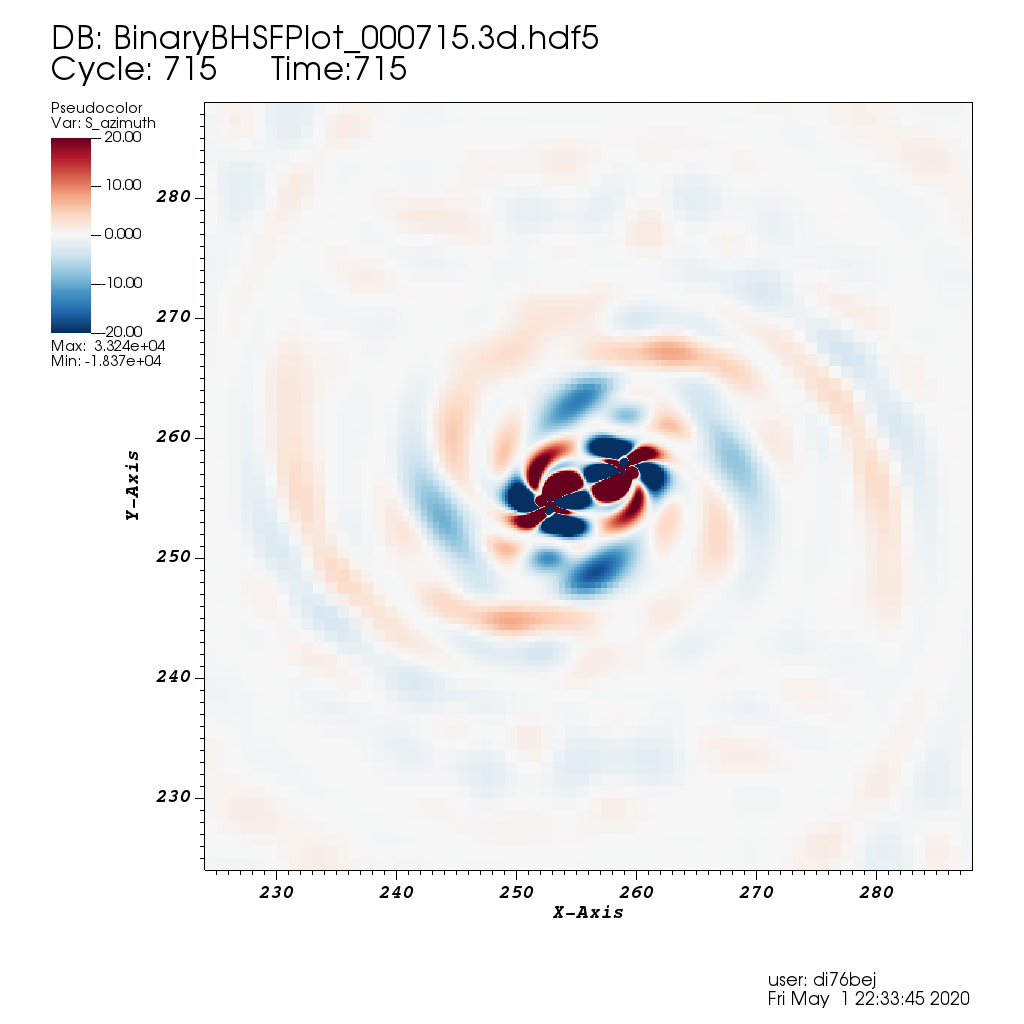 DB: BinaryBHSFPlot_000715.3d.hdf5
Cycle: 715 Time:715
Pseudocolor
Var: S_azimuth
20.00
10.00
0.000
-10.00
-20.00
Max: 3.324e+04
Min: -1.837e+04
280
270
260
250
240
230
Y-Axis
230 240 250 260 270 280
X-Axis
user: di76bej
Fri May 1 22:33:45 2020